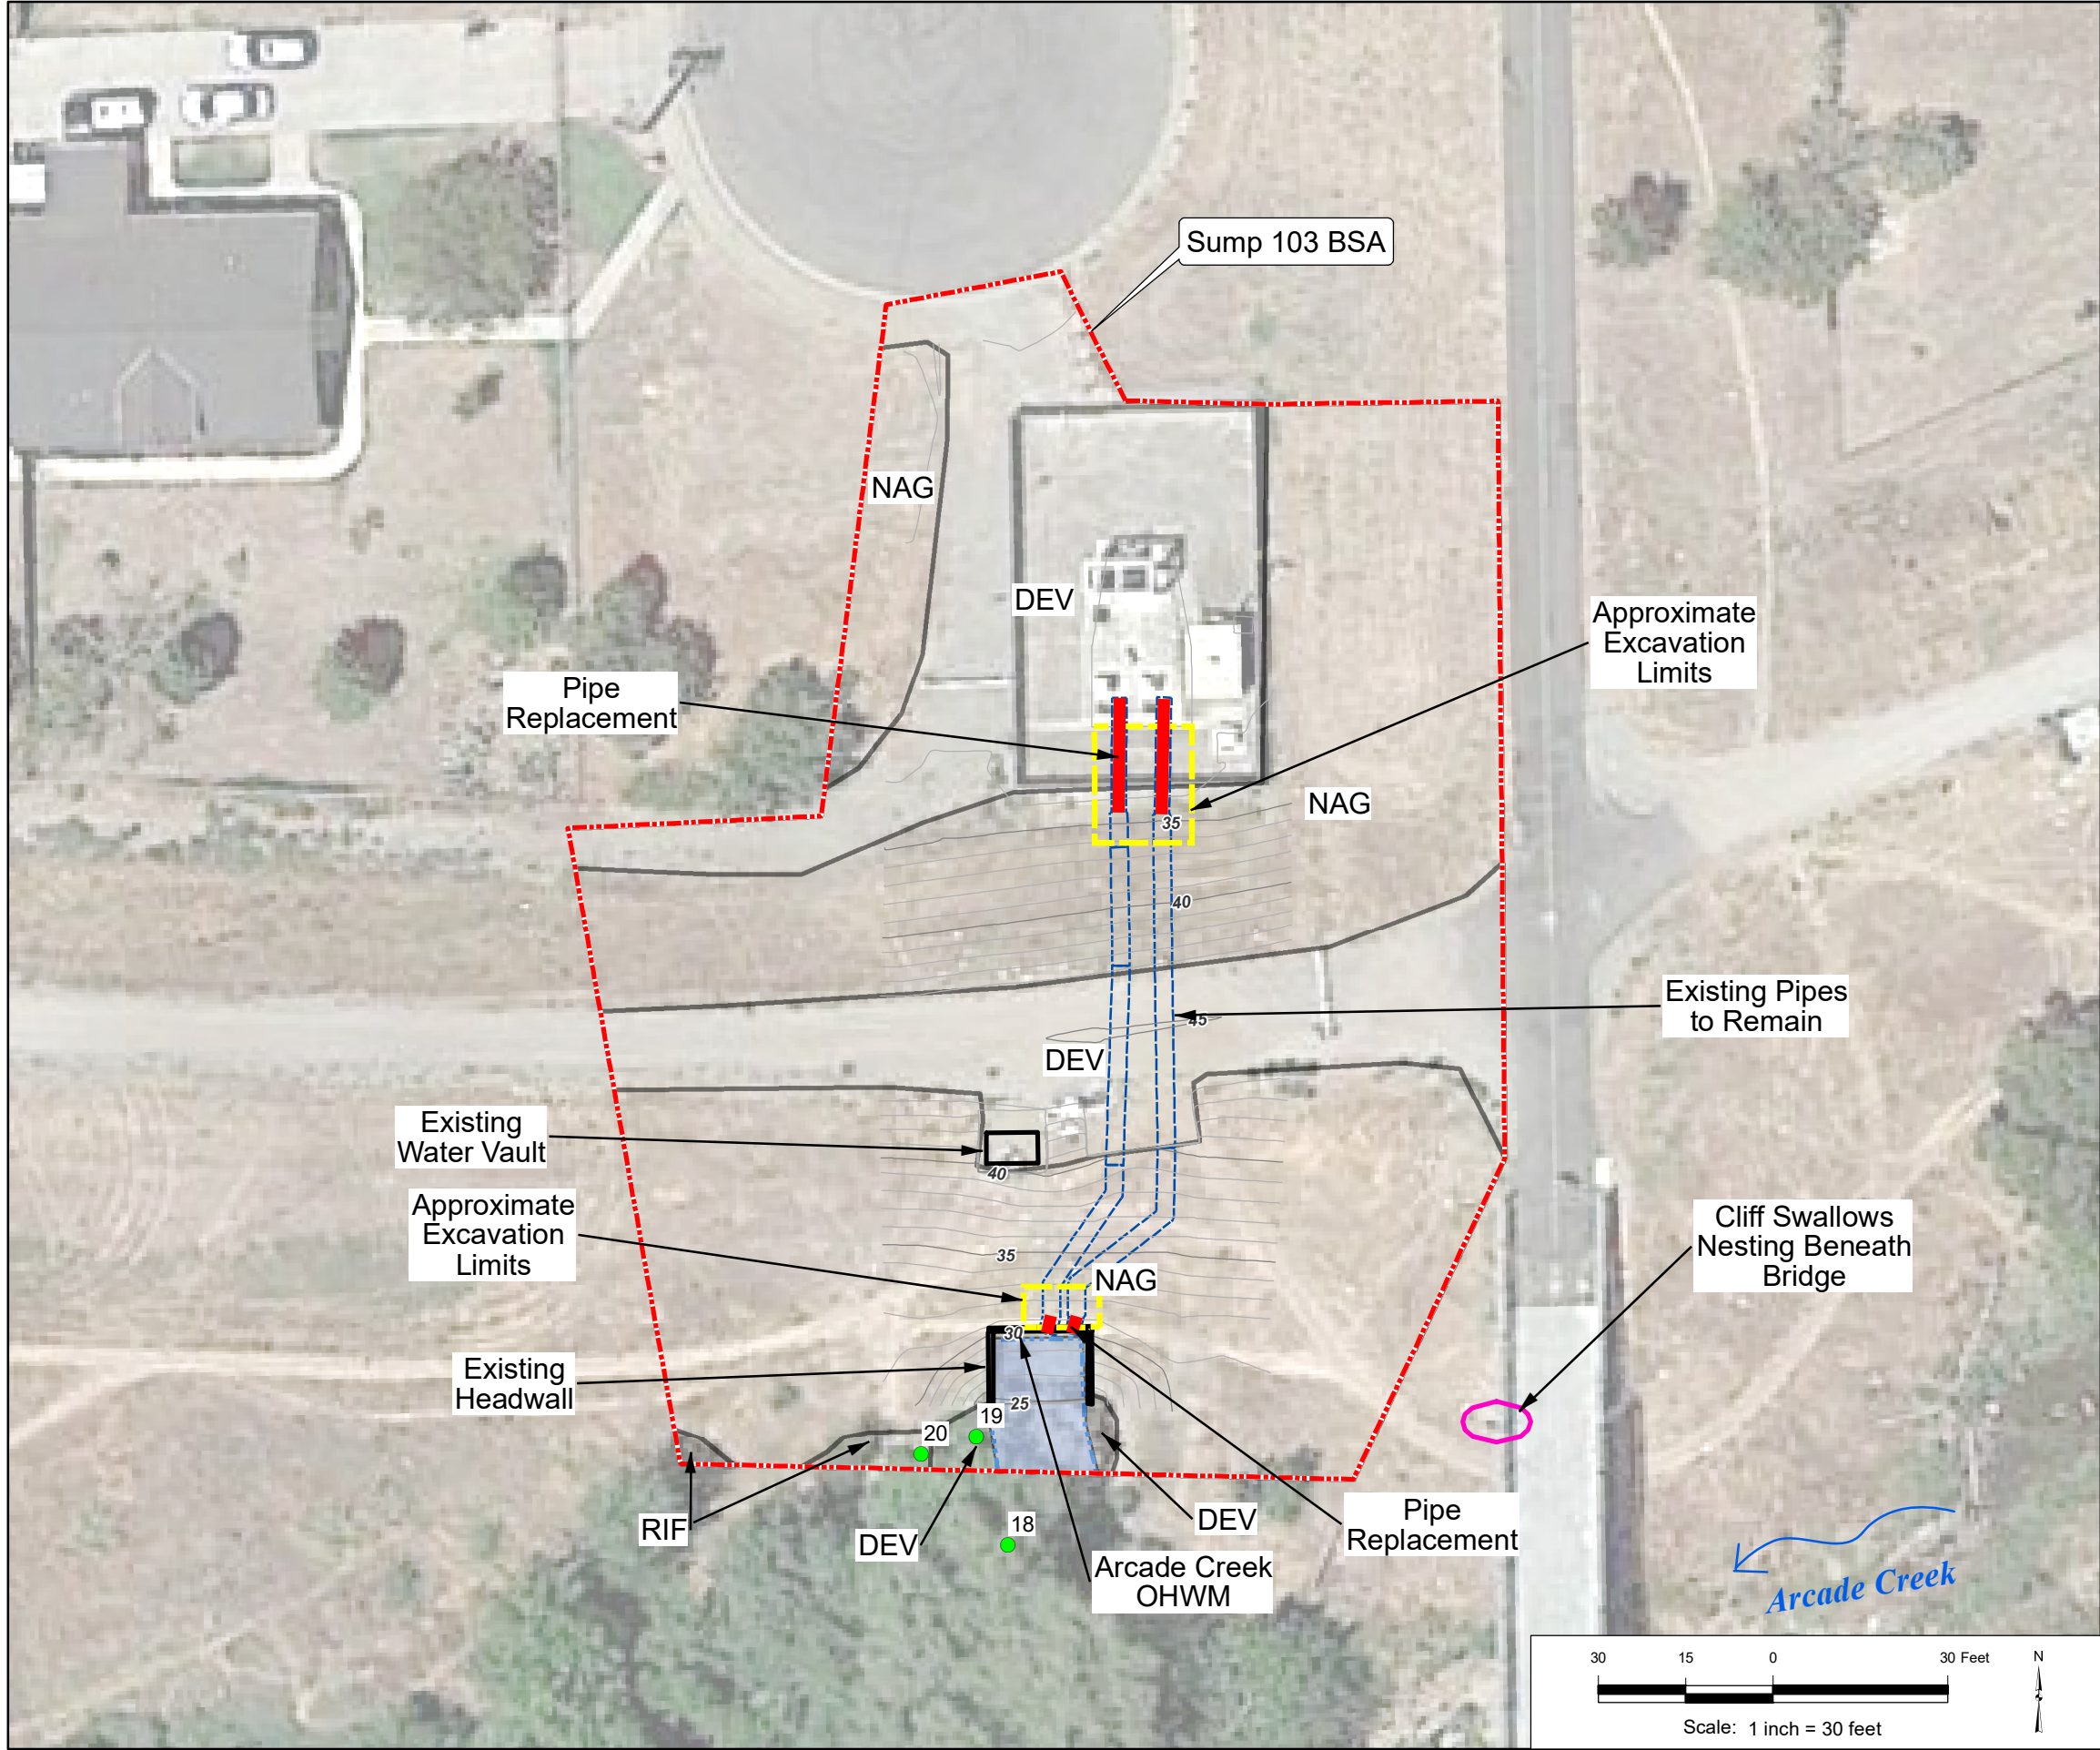 Sump 103 BSA
NAG
DEV
Approximate
Excavation
Limits
Pipe
Replacement
NAG
35
40
Existing Pipes
to Remain
45
DEV
Existing
Water Vault
40
Approximate
Excavation
Limits
Cliff Swallows
Nesting Beneath
Bridge
35
NAG
30
Existing
Headwall
25
19
20
RIF
DEV
18
DEV
Pipe
Replacement
Arcade Creek
OHWM
Arcade Creek
30 15 0 30 Feet
N
Scale: 1 inch = 30 feet